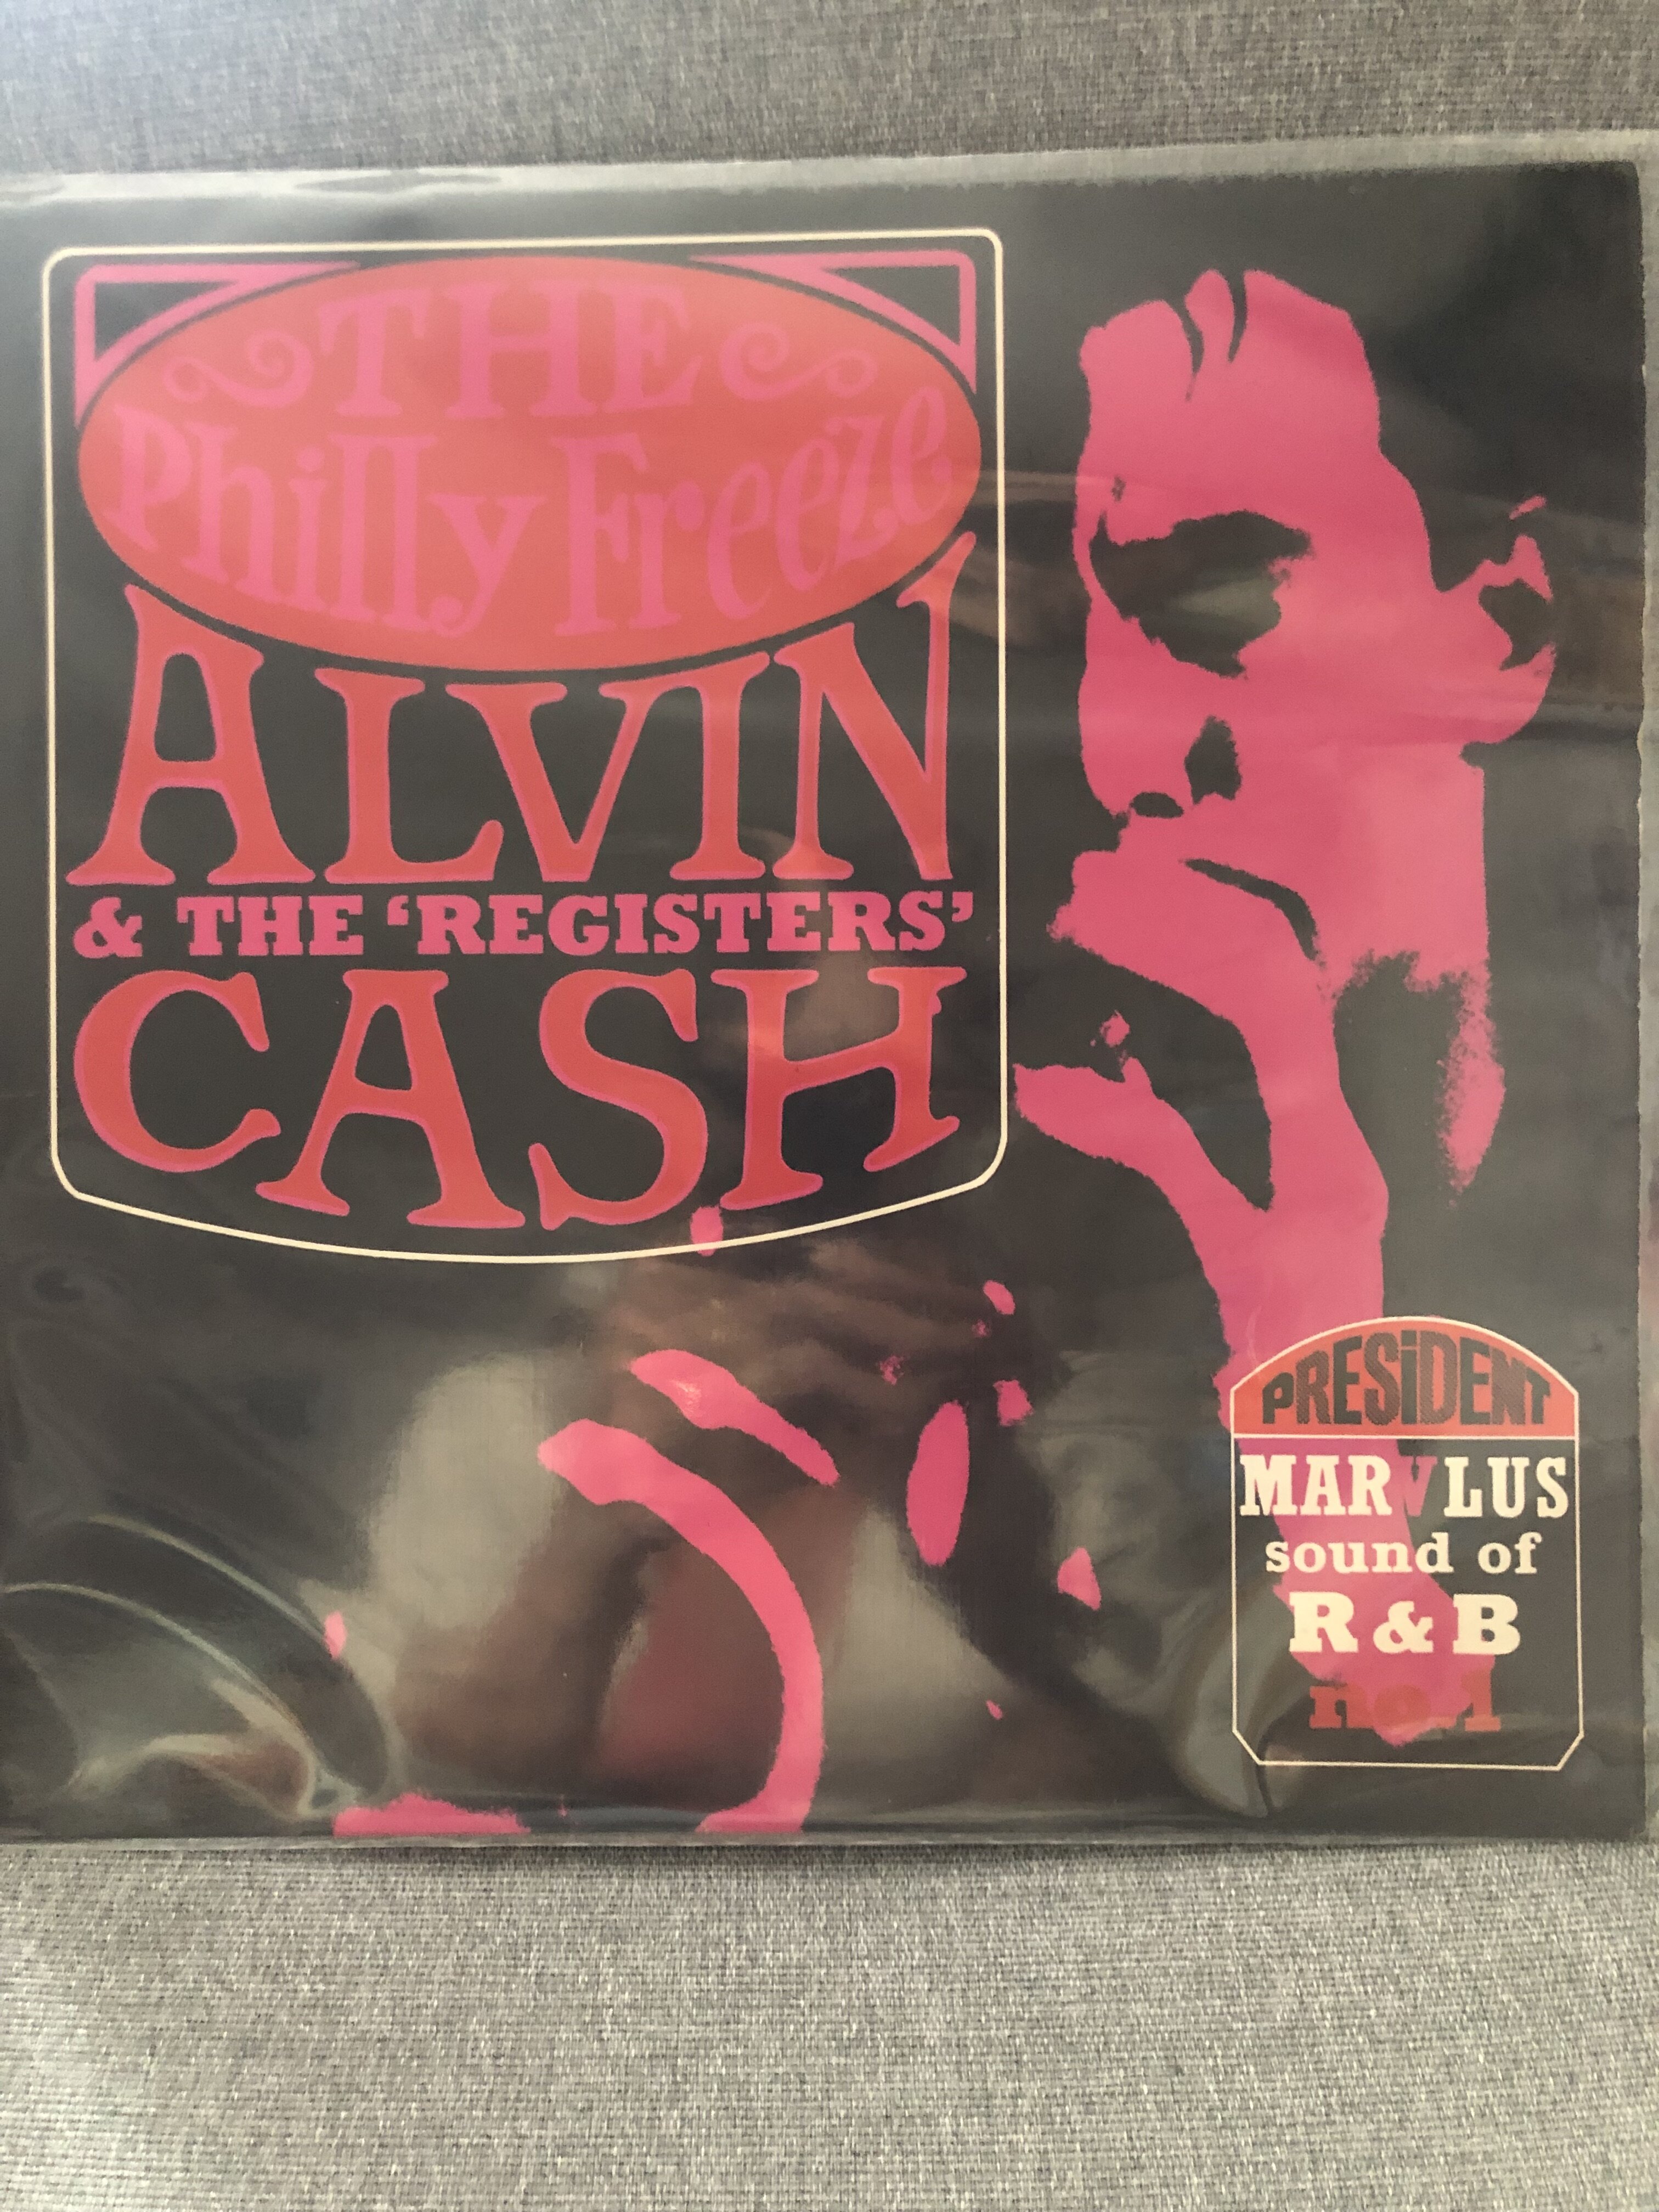 THE
Philly Freeze
ALVIN
& THE ‘REGISTERS’
CASH
PRESiDENT
MARVLUS
sound of
R & B
no.1